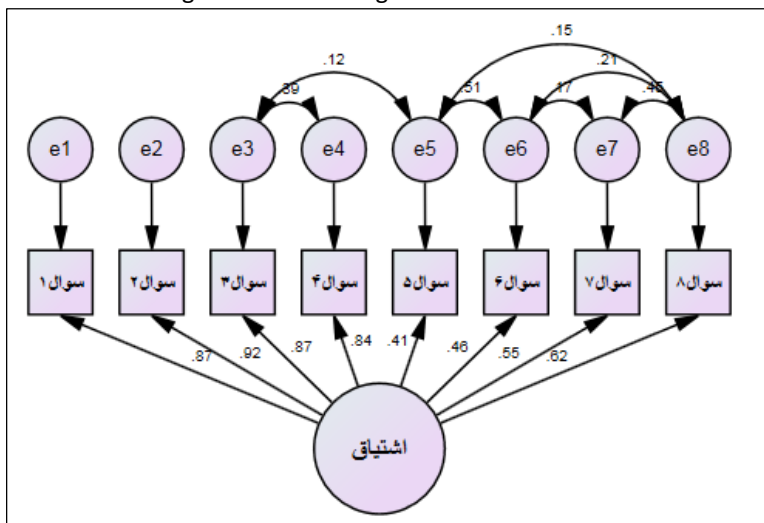 .15
.12 .21
.39 .51 .17 .45
e1 e2 e3 e4 e5 e6 e7 e8
سوال۱ سوال۲ سوال۳ سوال۴ سوال۵ سوال۶ سوال۷ سوال۸
.87 .92 .87 .84 .41 .46 .55 .62
اشتیاق